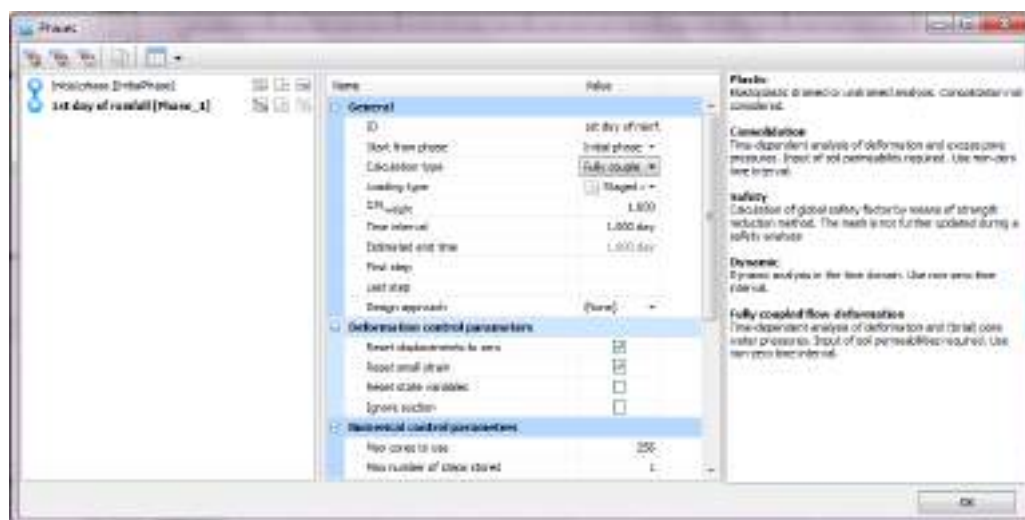 Phases
Initial phase [InitialPhase]
1st day of rainfall [Phase_1]
Name
Value
General
ID
1st day of rainf
Start from phase
Initial phase
Calculation type
Fully couple
Loading type
Staged c
ΣM weight
1.000
Time interval
1.000 day
Estimated end time
1.000 day
First step
Last step
Design approach
(None)
Deformation control parameters
Reset displacements to zero
Reset small strain
Reset state variables
Ignore suction
Numerical control parameters
Max cores to use
256
Max number of steps stored
1
Plastic
Elastoplastic drained or undrained analysis. Consolidation not
considered.
Consolidation
Time-dependent analysis of deformation and excess pore
pressures. Input of soil permeabilities required. Use non-zero
time interval.
Safety
Calculation of global safety factor by means of strength
reduction method. The mesh is not further updated during a
safety analysis
Dynamic
Dynamic analysis in the time domain. Use non-zero time
interval.
Fully coupled flow-deformation
Time-dependent analysis of deformation and (total) pore
water pressures. Input of soil permeabilities required. Use
non-zero time interval.
OK